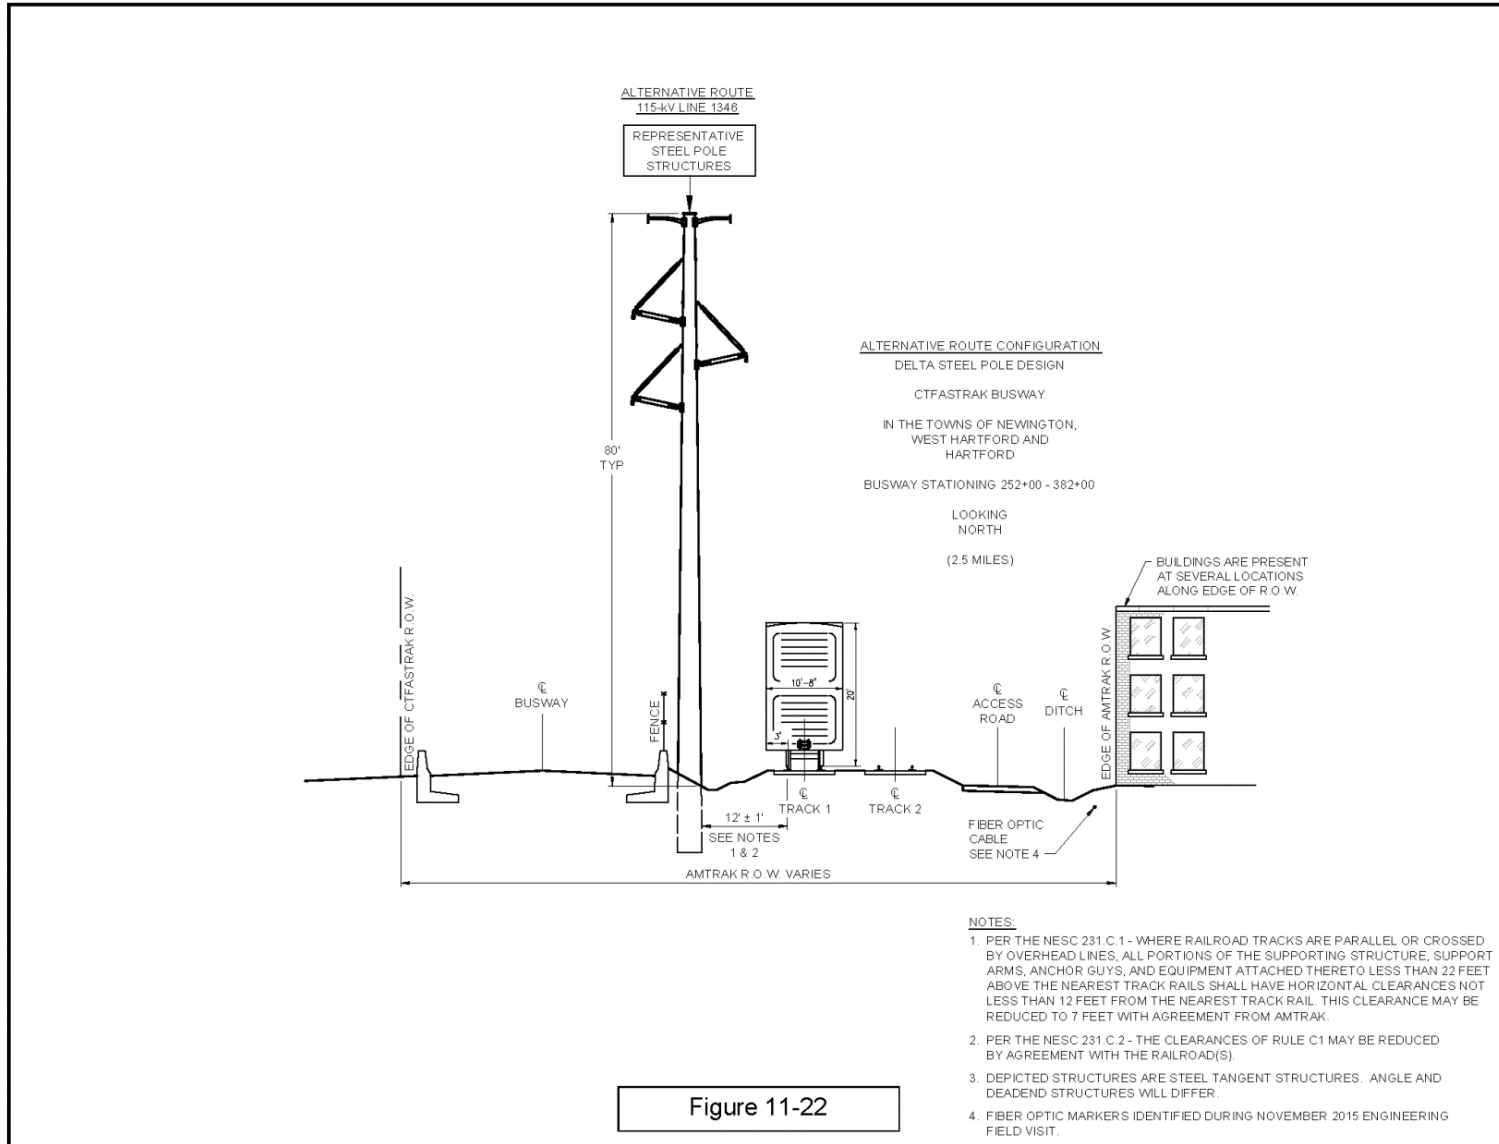 ALTERNATIVE ROUTE
115-kV LINE 1346
REPRESENTATIVE
STEEL POLE
STRUCTURES
ALTERNATIVE ROUTE CONFIGURATION
DELTA STEEL POLE DESIGN
CTFASTRAK BUSWAY
IN THE TOWNS OF NEWINGTON,
WEST HARTFORD AND
HARTFORD
BUSWAY STATIONING 252+00 - 382+00
LOOKING
NORTH
(2.5 MILES)
80'
TYP
BUILDINGS ARE PRESENT
AT SEVERAL LOCATIONS
ALONG EDGE OF R.O.W.
EDGE OF CTFASTRAK R.O.W.
℄
BUSWAY
FENCE
10'-8"
20'
3'
℄
ACCESS
ROAD
℄
DITCH
EDGE OF AMTRAK R.O.W.
℄
TRACK 1
℄
TRACK 2
12' ± 1'
SEE NOTES
1 & 2
FIBER OPTIC
CABLE
SEE NOTE 4
AMTRAK R.O.W. VARIES
NOTES:
1. PER THE NESC 231.C.1 - WHERE RAILROAD TRACKS ARE PARALLEL OR CROSSED
BY OVERHEAD LINES, ALL PORTIONS OF THE SUPPORTING STRUCTURE, SUPPORT
ARMS, ANCHOR GUYS, AND EQUIPMENT ATTACHED THERETO LESS THAN 22 FEET
ABOVE THE NEAREST TRACK RAILS SHALL HAVE HORIZONTAL CLEARANCES NOT
LESS THAN 12 FEET FROM THE NEAREST TRACK RAIL. THIS CLEARANCE MAY BE
REDUCED TO 7 FEET WITH AGREEMENT FROM AMTRAK.
2. PER THE NESC 231.C.2 - THE CLEARANCES OF RULE C1 MAY BE REDUCED
BY AGREEMENT WITH THE RAILROAD(S).
3. DEPICTED STRUCTURES ARE STEEL TANGENT STRUCTURES. ANGLE AND
DEADEND STRUCTURES WILL DIFFER.
4. FIBER OPTIC MARKERS IDENTIFIED DURING NOVEMBER 2015 ENGINEERING
FIELD VISIT.
Figure 11-22